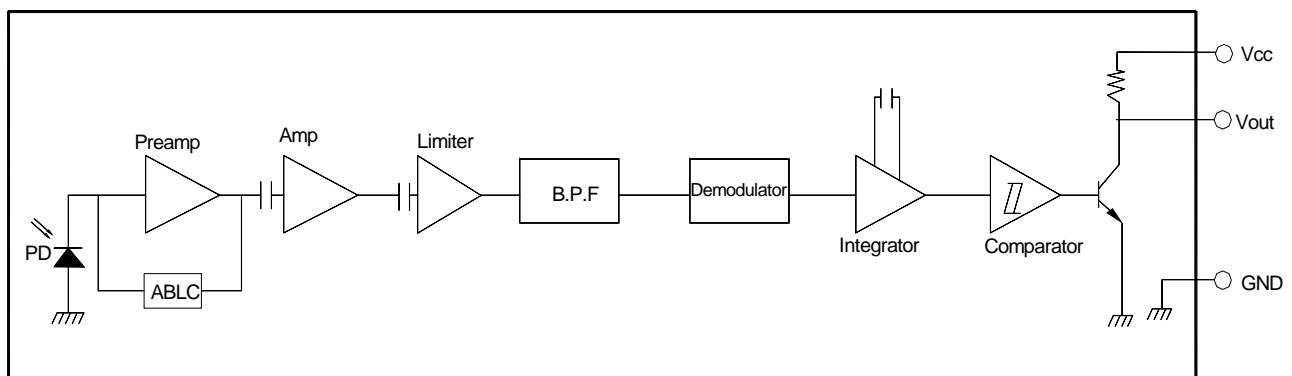 Vcc
Vout
Preamp
Amp
Limiter
B.P.F
Demodulator
Integrator
Comparator
PD
ABLC
GND